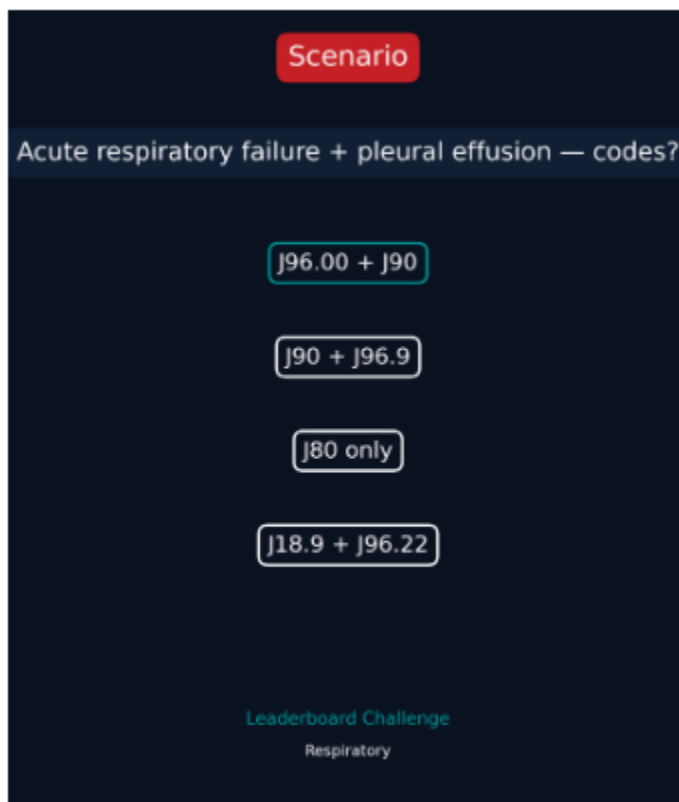 Scenario
Acute respiratory failure + pleural effusion — codes?
J96.00 + J90
J90 + J96.9
J80 only
J18.9 + J96.22
Leaderboard Challenge
Respiratory